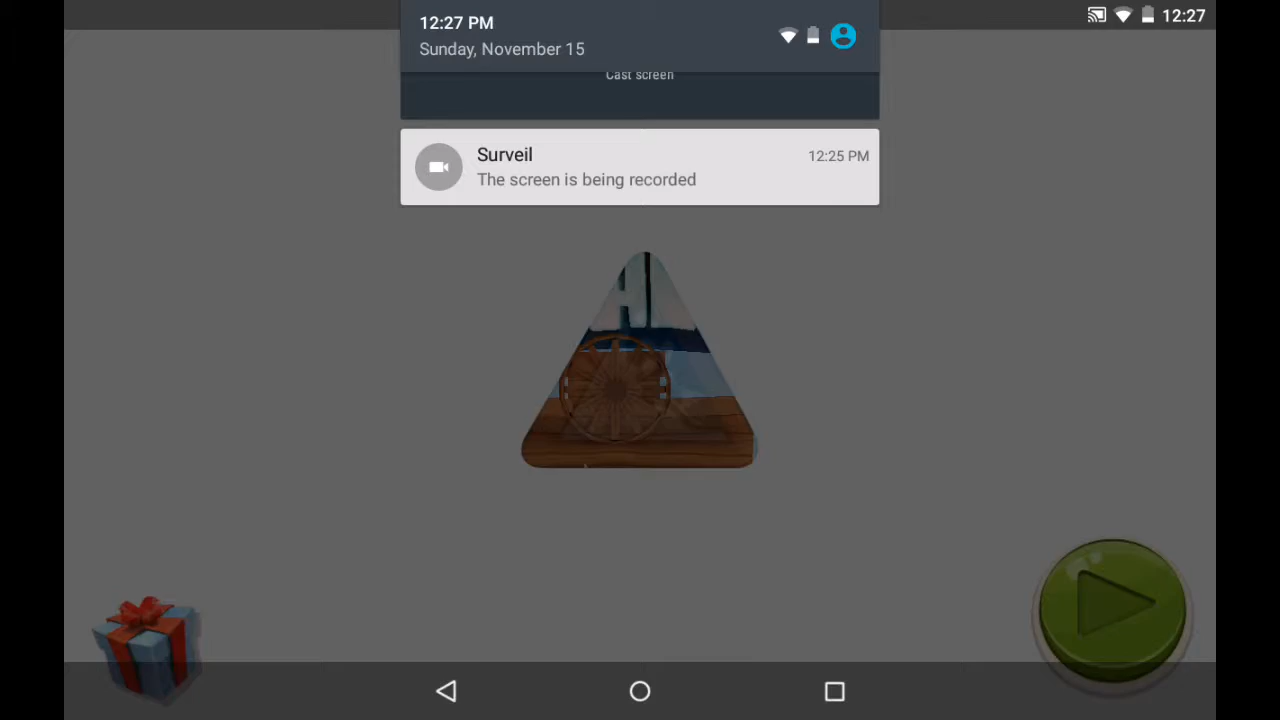 12:27
12:27 PM
Sunday, November 15
Cast screen
Surveil
12:25 PM
The screen is being recorded